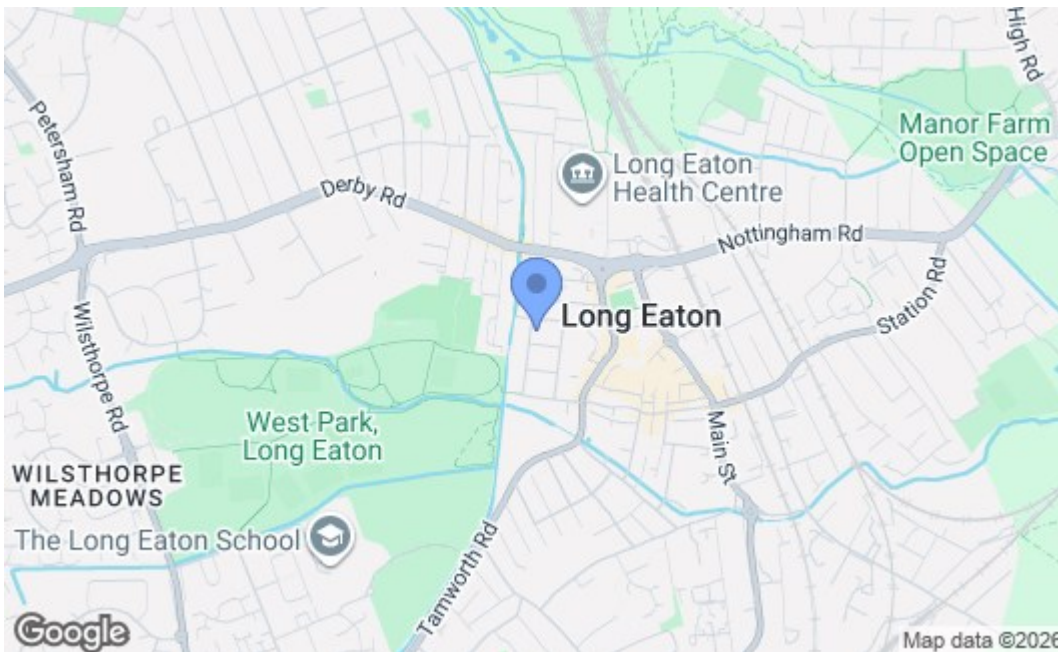 High Rd
Petersham Rd
Manor Farm
Open Space
Long Eaton
Health Centre
Derby Rd
Nottingham Rd
Station Rd
Long Eaton
Wilsthorpe Rd
West Park,
Long Eaton
Main St
WILSTHORPE
MEADOWS
The Long Eaton School
Tamworth Rd
Google
Map data ©2026